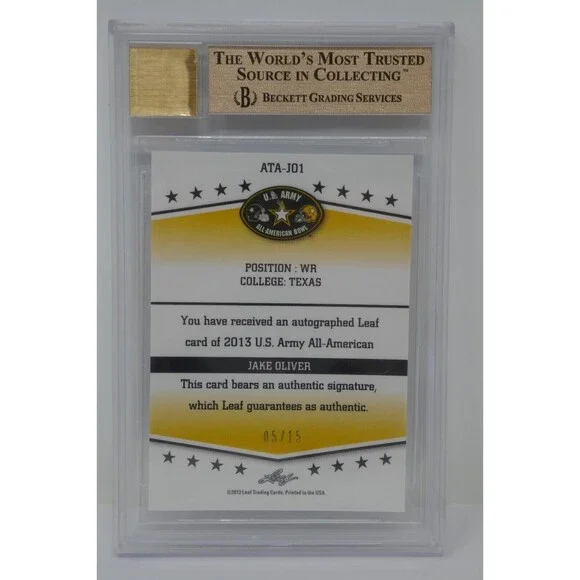 THE WORLD'S MOST TRUSTED
SOURCE IN COLLECTING™
B BECKETT GRADING SERVICES
ATA-JO1
U.S. ARMY
ALL AMERICAN BOWL
POSITION : WR
COLLEGE: TEXAS
You have received an autographed Leaf
card of 2013 U.S. Army All-American
JAKE OLIVER
This card bears an authentic signature,
which Leaf guarantees as authentic.
05/15
Leaf
©2013 Leaf Trading Cards, Printed in the USA.